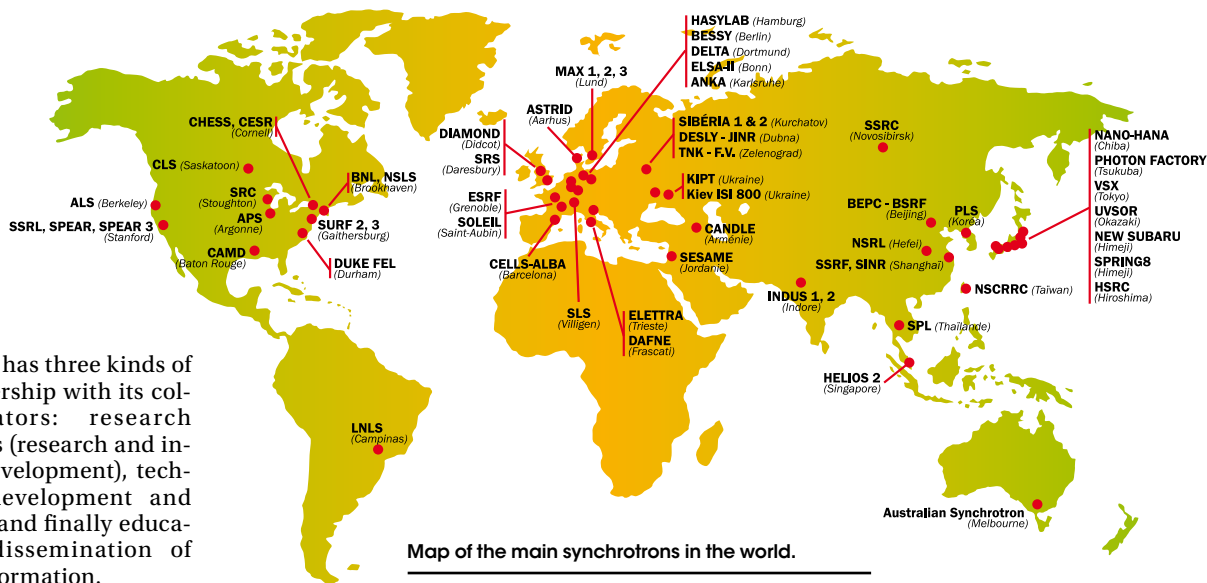 HASYLAB (Hamburg)
BESSY (Berlin)
DELTA (Dortmund)
ELSA-II (Bonn)
ANKA (Karlsruhe)
MAX 1, 2, 3
(Lund)
ASTRID
(Aarhus)
CHESS, CESR
(Cornell)
DIAMOND
(Didcot)
SRS
(Daresbury)
SIBÉRIA 1 & 2 (Kurchatov)
DESLY - JINR (Dubna)
TNK - F.V. (Zelenograd)
SSRC
(Novosibirsk)
NANO-HANA
(Chiba)
PHOTON FACTORY
(Tsukuba)
VSX
(Tokyo)
UVSOR
(Okazaki)
NEW SUBARU
(Himeji)
SPRING8
(Himeji)
HSRC
(Hiroshima)
CLS (Saskatoon)
BNL, NSLS
(Brookhaven)
SRC
(Stoughton)
ALS (Berkeley)
APS
(Argonne)
SSRL, SPEAR, SPEAR 3
(Stanford)
SURF 2, 3
(Gaithersburg)
CAMD
(Baton Rouge)
DUKE FEL
(Durham)
ESRF
(Grenoble)
SOLEIL
(Saint-Aubin)
KIPT (Ukraine)
Kiev ISI 800 (Ukraine)
CANDLE
(Arménie)
SESAME
(Jordanie)
CELLS-ALBA
(Barcelona)
SLS
(Villigen)
ELETTRA
(Trieste)
DAFNE
(Frascati)
BEPC - BSRF
(Beijing)
PLS
(Koréa)
NSRL (Hefei)
SSRF, SINR (Shanghaï)
INDUS 1, 2
(Indore)
NSCRRC (Taïwan)
SPL (Thaïlande)
HELIOS 2
(Singapore)
LNLS
(Campinas)
Australian Synchrotron
(Melbourne)
has three kinds of
ership with its col-
ators: research
s (research and in-
evelopment), tech-
evelopment and
and finally educa-
dissemination of
ormation.
Map of the main synchrotrons in the world.